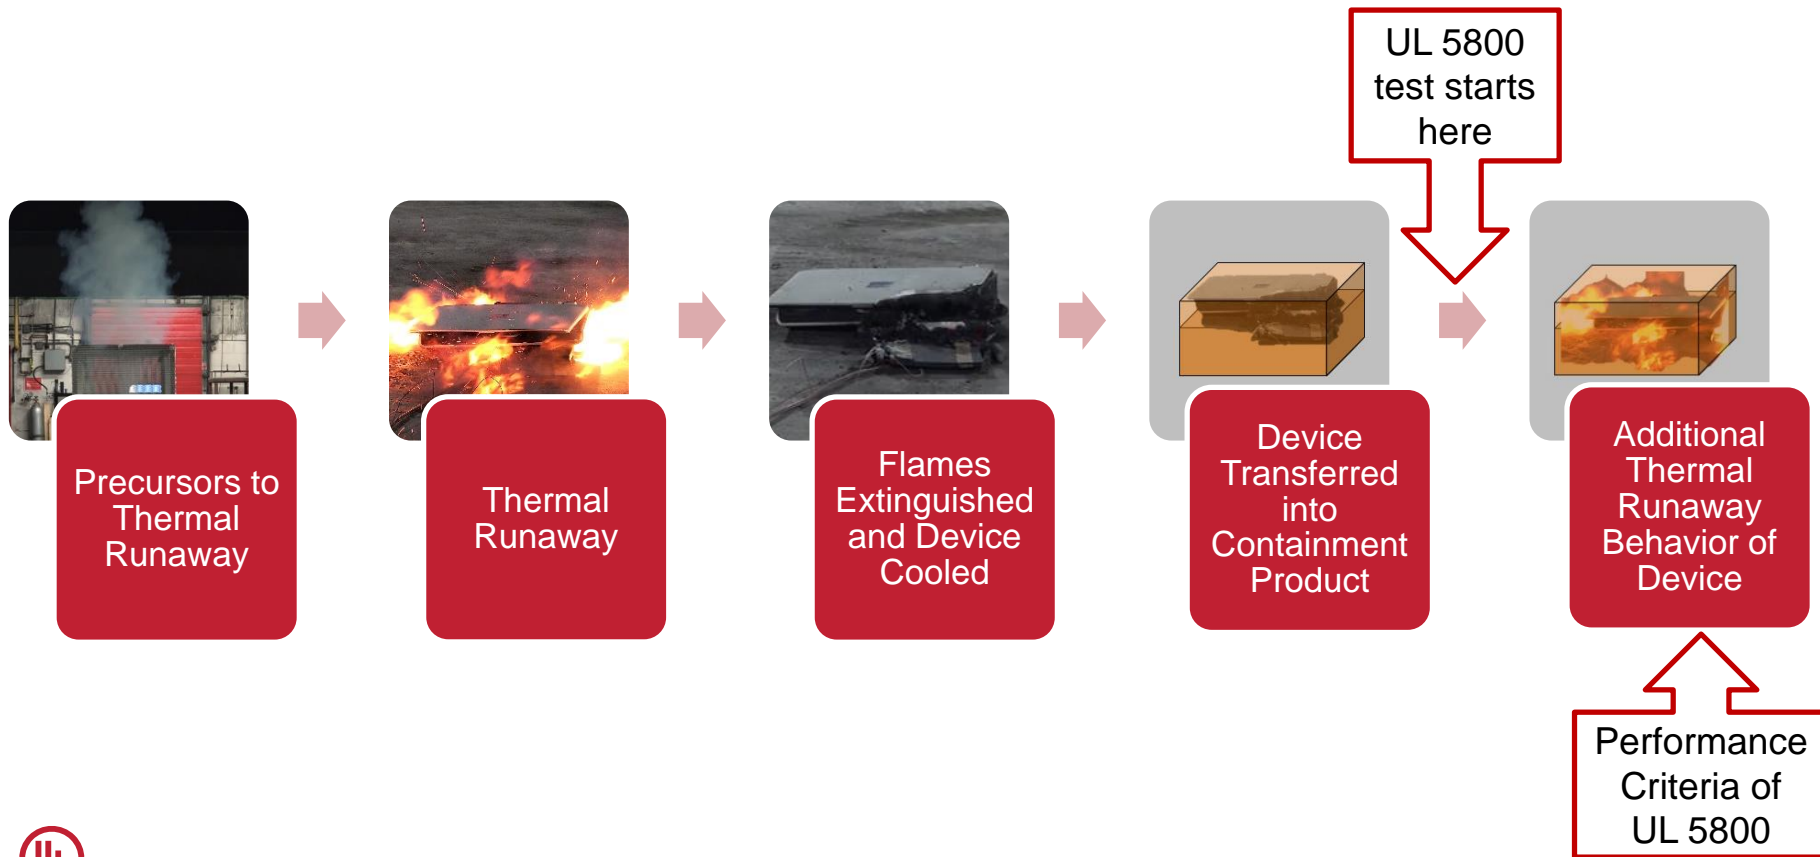 UL 5800
test starts
here
Precursors to
Thermal
Runaway
Thermal
Runaway
Flames
Extinguished
and Device
Cooled
Device
Transferred
into
Containment
Product
Additional
Thermal
Runaway
Behavior of
Device
Performance
Criteria of
UL 5800